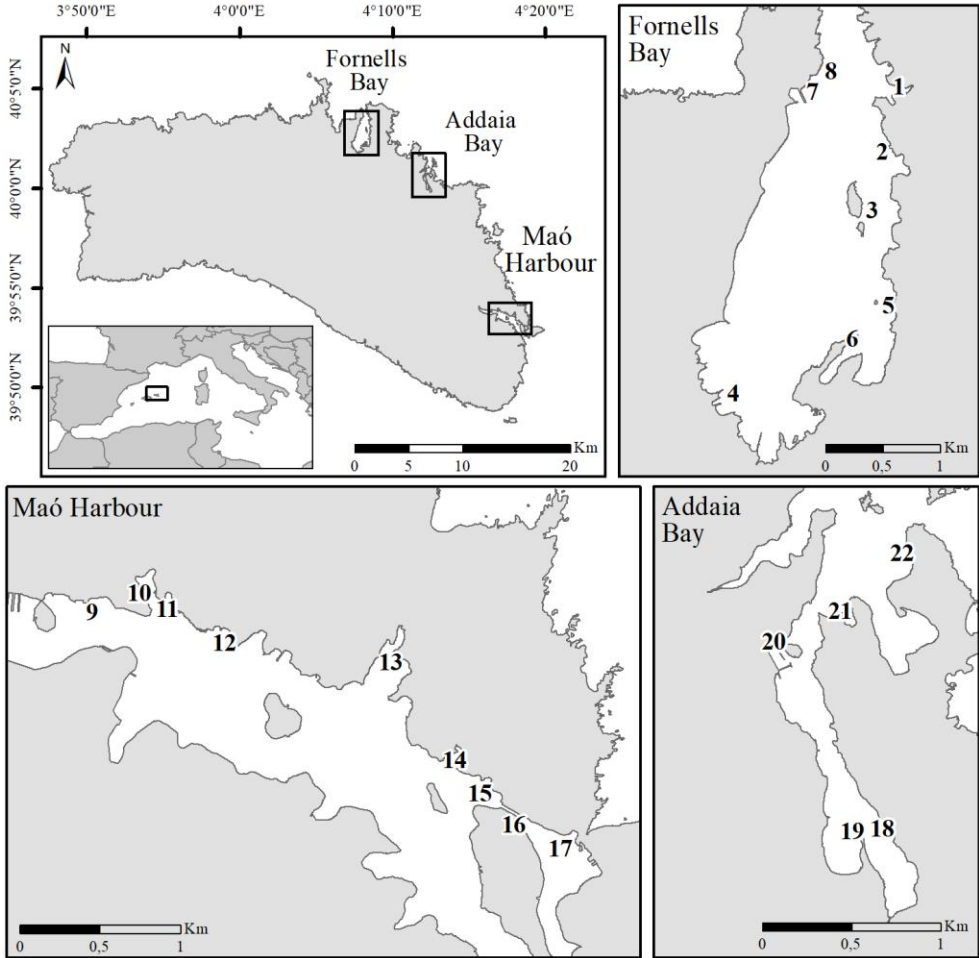 3°50'0"E 4°0'0"E 4°10'0"E 4°20'0"E
N
40°5'0"N
40°0'0"N
39°55'0"N
39°50'0"N
Fornells
Bay
Addaia
Bay
Maó
Harbour
Km
0 10 20
Fornells
Bay
8
1
7
2
3
5
6
4
Km
0 0,5 1
Maó Harbour
10
9
11
12
13
14
15
16
17
Km
0 0,5 1
Addaia
Bay
22
21
20
19
18
Km
0 0,5 1